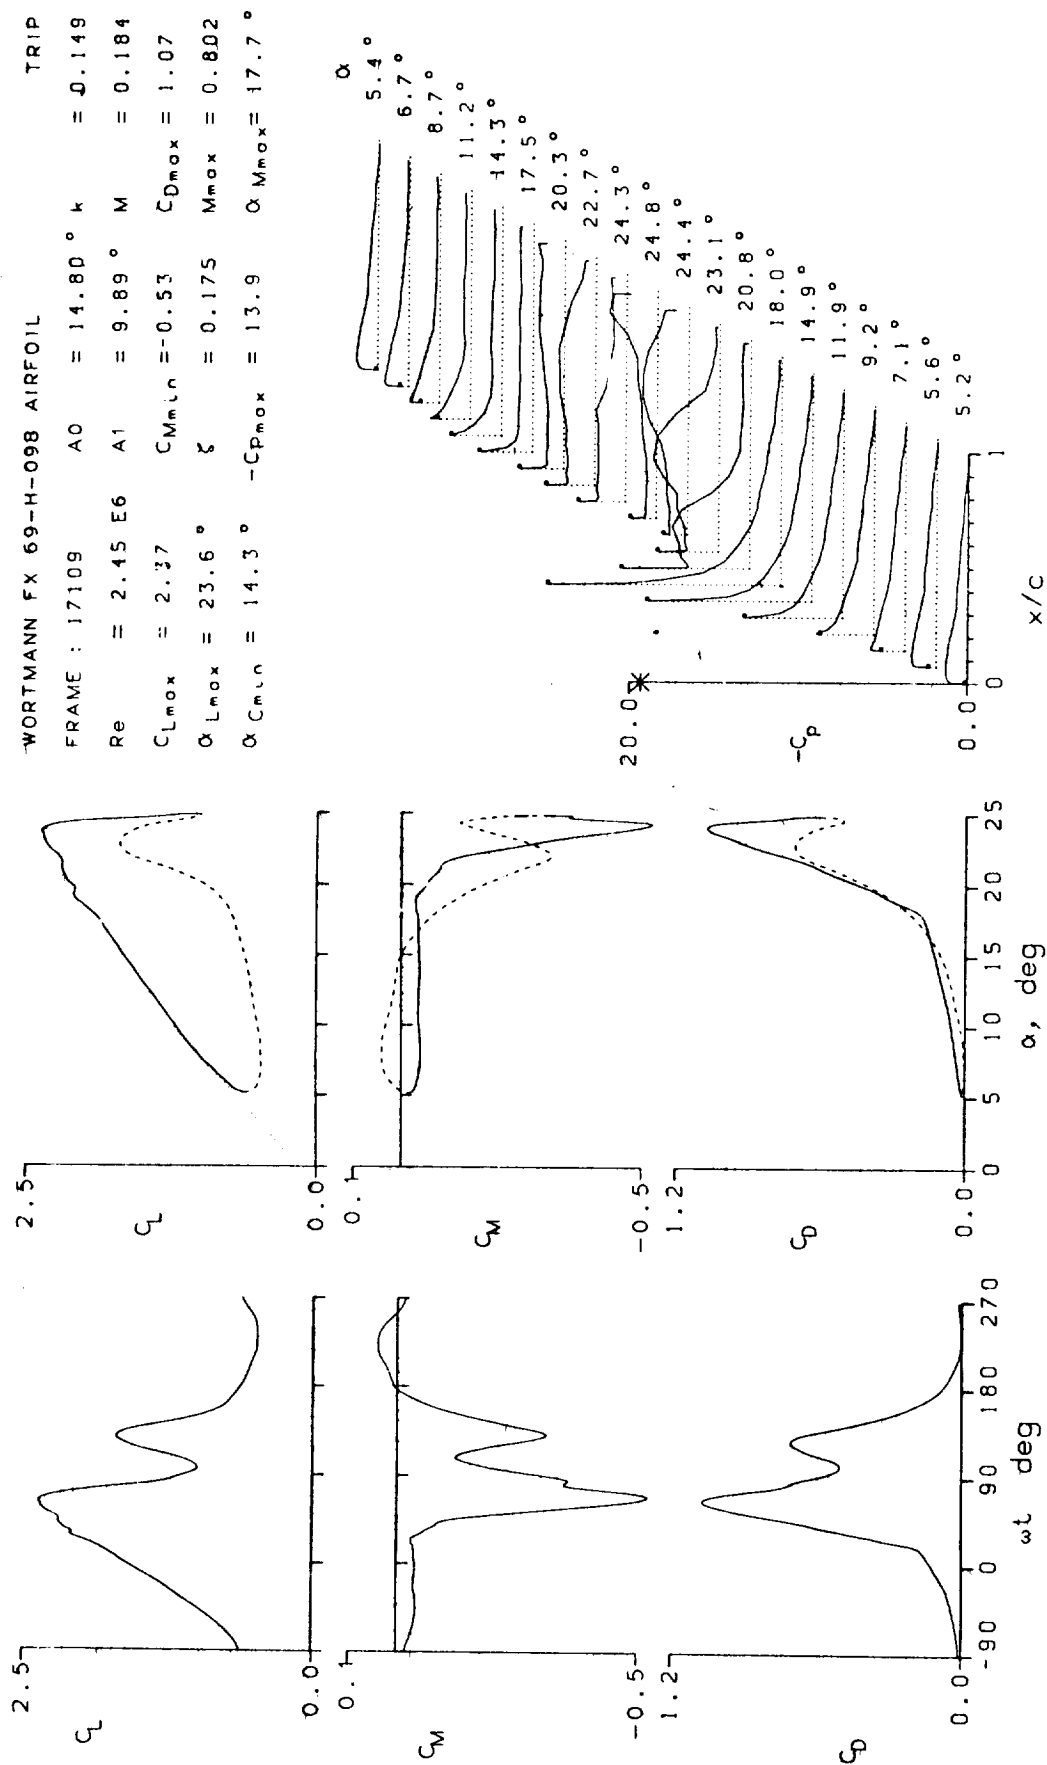 WORTMANN FX 69-H-098 AIRFOIL TRIP
FRAME : 17109 A0 = 14.80° k = 0.149
Re = 2.45 E6 A1 = 9.89° M = 0.184
CLmax = 2.37 CMmin =-0.53 CDmax = 1.07
αLmax = 23.6° ζ = 0.175 Mmax = 0.802
αCmin = 14.3° -Cpmax = 13.9 αMmax= 17.7°
2.5
CL
0.0
0.1
CM
-0.5
1.2
CD
0.0
-90 0 90 180 270
ωt deg
2.5
CL
0.0
0.1
CM
-0.5
1.2
CD
0.0
0 5 10 15 20 25
α, deg
α
5.4°
6.7°
8.7°
11.2°
14.3°
17.5°
20.3°
22.7°
24.3°
24.8°
24.4°
23.1°
20.8°
18.0°
14.9°
11.9°
9.2°
7.1°
5.6°
5.2°
20.0
-Cp
0.0
0 1
x/c